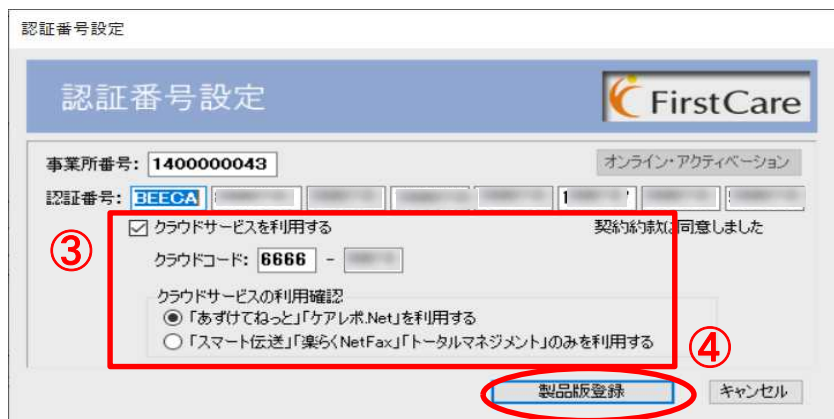 認証番号設定
認証番号設定
FirstCare
事業所番号: 1400000043
オンライン・アクティベーション
認証番号: BEECA
③
クラウドサービスを利用する
契約約款に同意しました
クラウドコード: 6666 -
クラウドサービスの利用確認
「あずけてねっと」「ケアレポ.Net」を利用する
「スマート伝送」「楽らくNetFax」「トータルマネジメント」のみを利用する
④
製品版登録
キャンセル